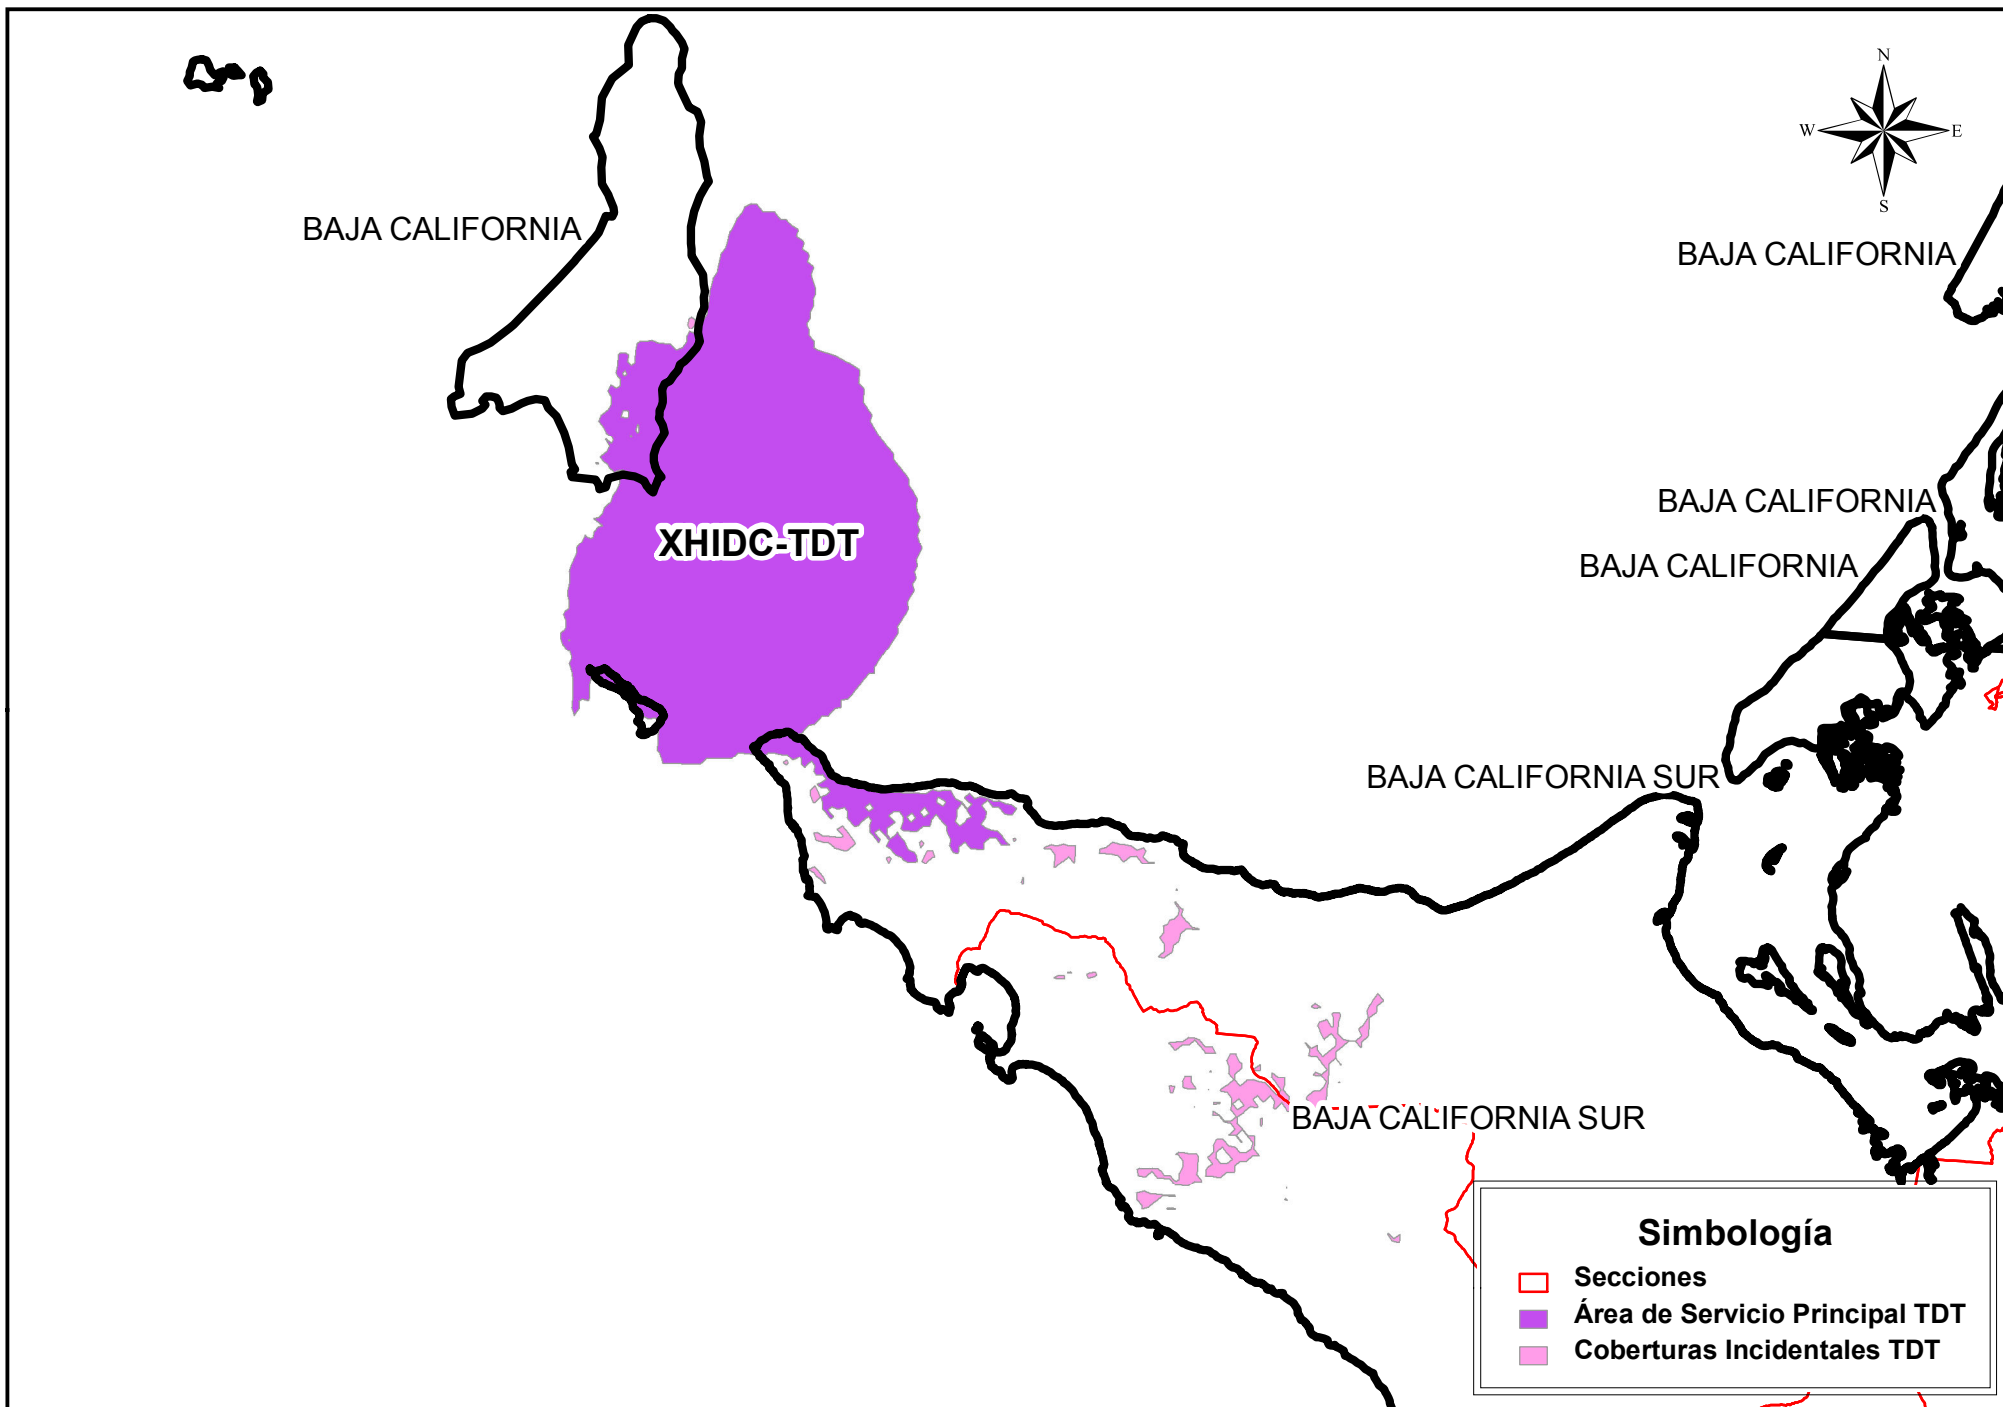 N
W E
S
BAJA CALIFORNIA
BAJA CALIFORNIA
BAJA CALIFORNIA
XHIDC-TDT
BAJA CALIFORNIA
BAJA CALIFORNIA SUR
BAJA CALIFORNIA SUR
Simbología
Secciones
Área de Servicio Principal TDT
Coberturas Incidentales TDT